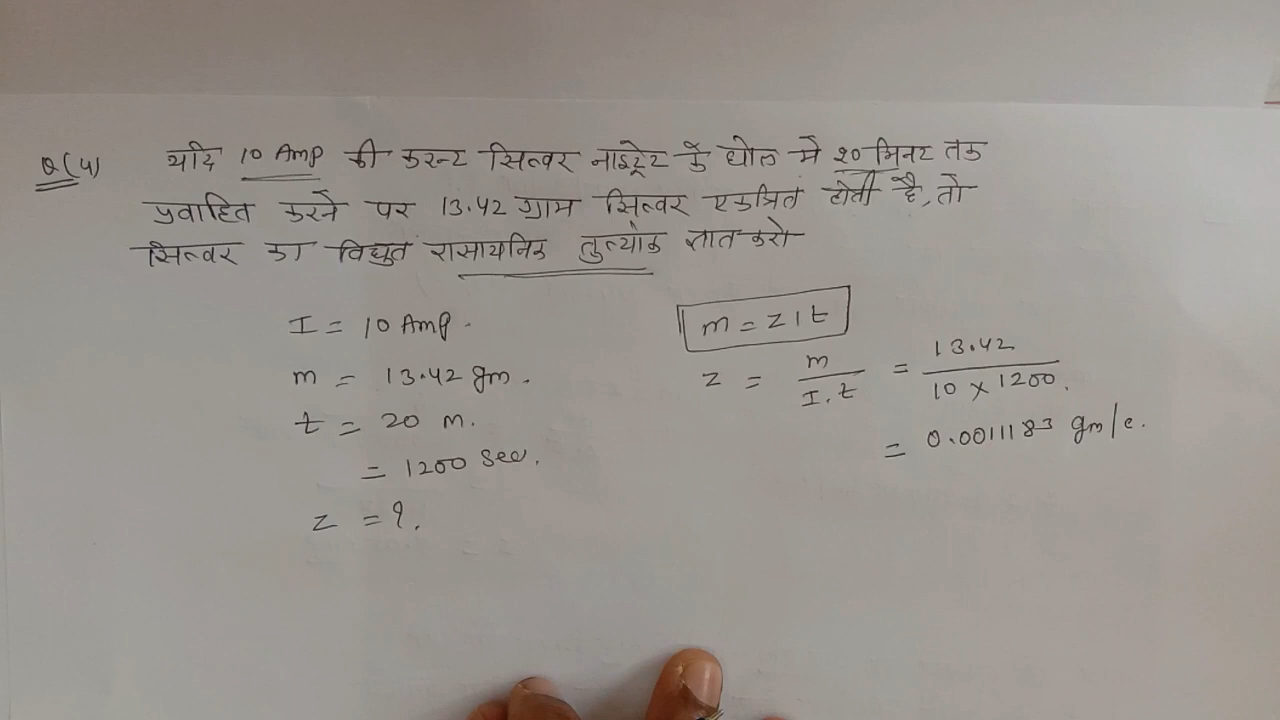 Q(4) यदि 10 Amp की करन्ट सिल्वर नाइट्रेट के घोल मे २० मिनट तक
प्रवाहित करने पर 13.42 ग्राम सिल्वर एकत्रित होती है, तो
सिल्वर का विद्युत रासायनिक तुल्यांक ज्ञात करो
I = 10 Amp.
m = 13.42 gm.
t = 20 m.
= 1200 Sec.
Z = ?.
m = Z I t
Z = m / I.t = 13.42 / 10 × 1200.
= 0.0011183 gm/c.